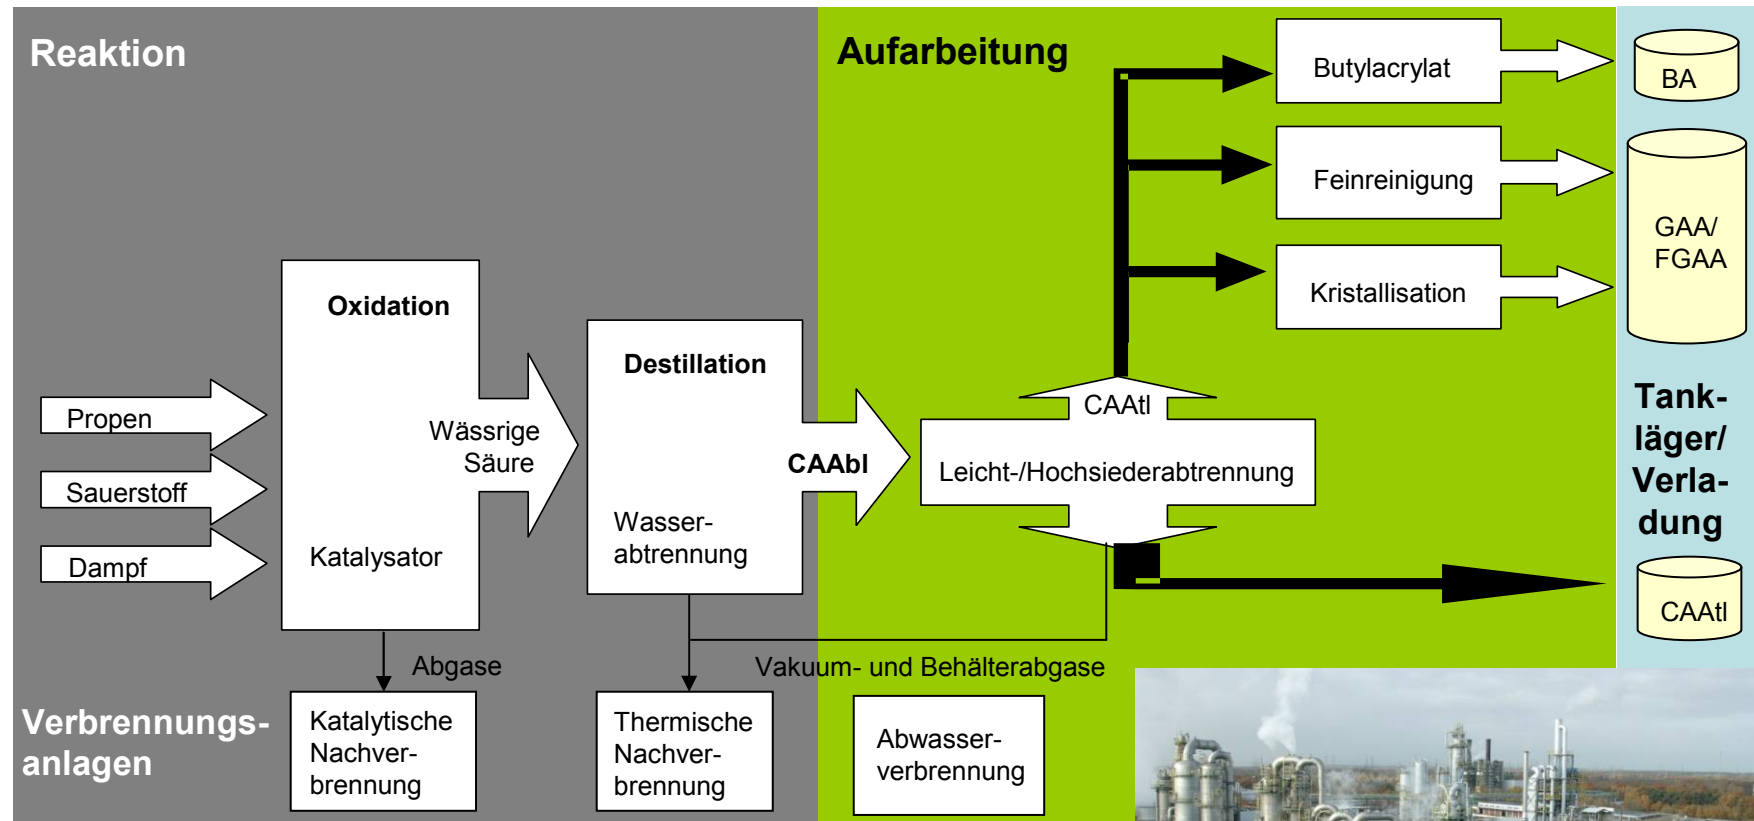 Reaktion
Aufarbeitung
Butylacrylat
BA
Feinreinigung
GAA/
FGAA
Kristallisation
Oxidation
Destillation
Propen
Sauerstoff
Dampf
Wässrige
Säure
Katalysator
Wasser-
abtrennung
CAAbl
CAAtl
Leicht-/Hochsiederabtrennung
Tank-
läger/
Verla-
dung
CAAtl
Abgase
Vakuum- und Behälterabgase
Verbrennungs-
anlagen
Katalytische
Nachver-
brennung
Thermische
Nachver-
brennung
Abwasser-
verbrennung